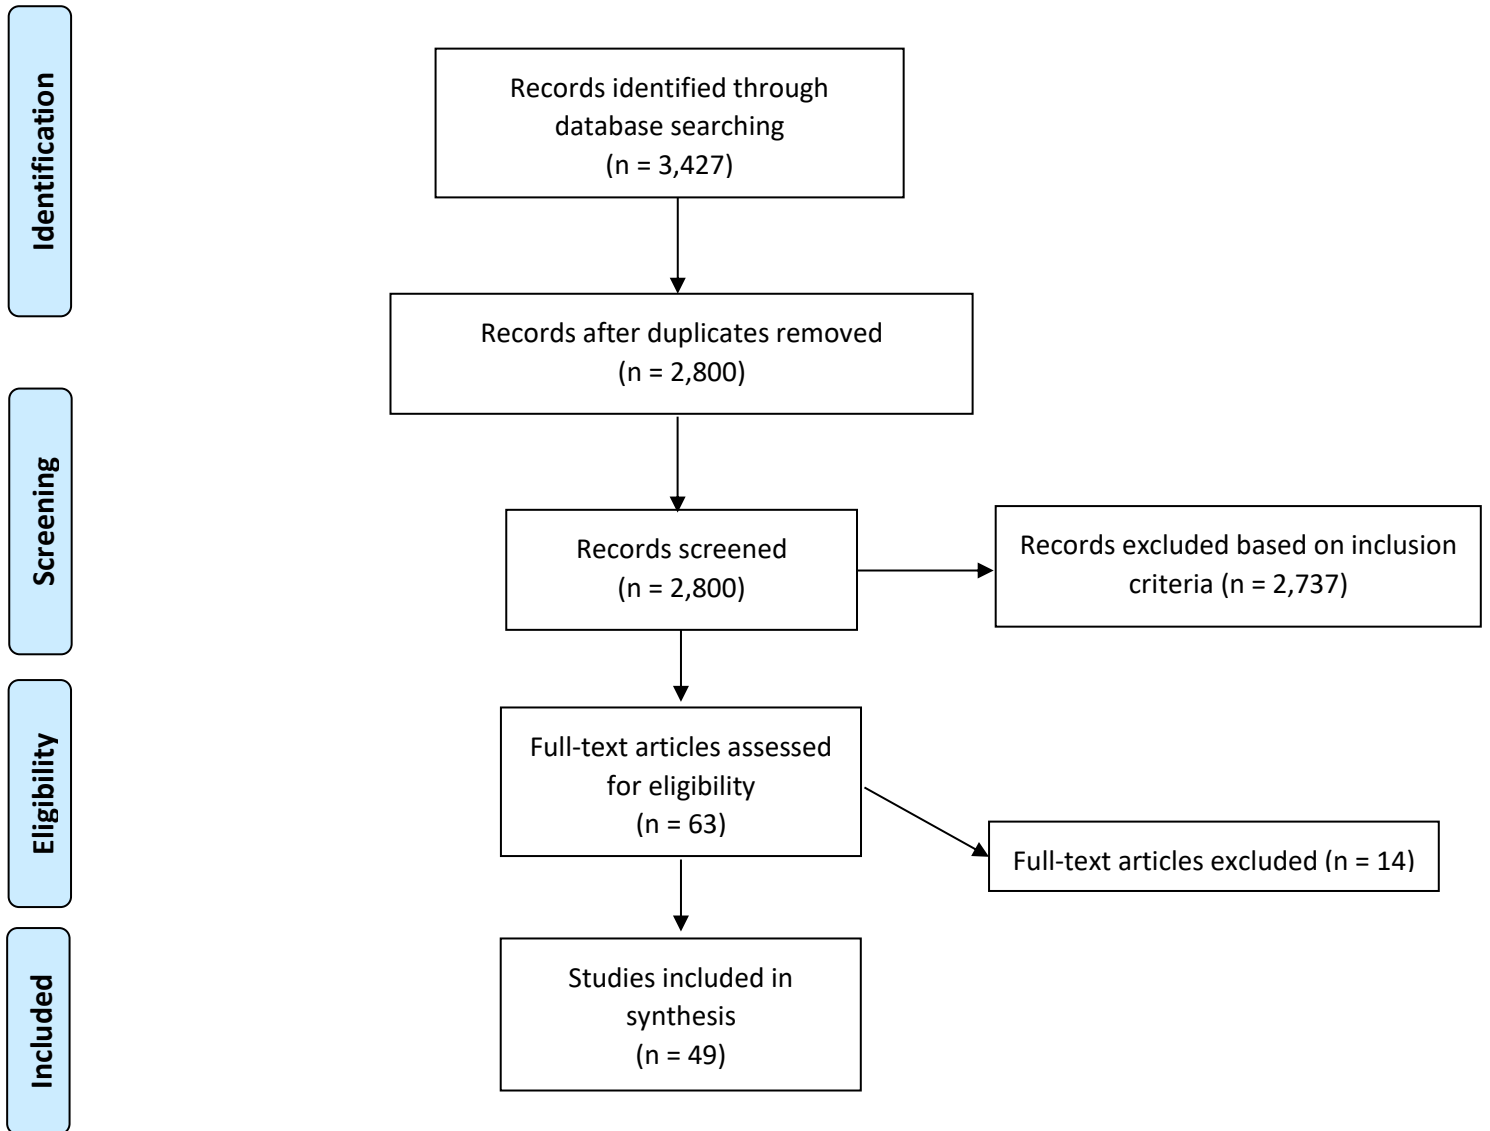 Identification
Records identified through
database searching
(n = 3,427)
Records after duplicates removed
(n = 2,800)
Screening
Records screened
(n = 2,800)
Records excluded based on inclusion
criteria (n = 2,737)
Eligibility
Full-text articles assessed
for eligibility
(n = 63)
Full-text articles excluded (n = 14)
Included
Studies included in
synthesis
(n = 49)